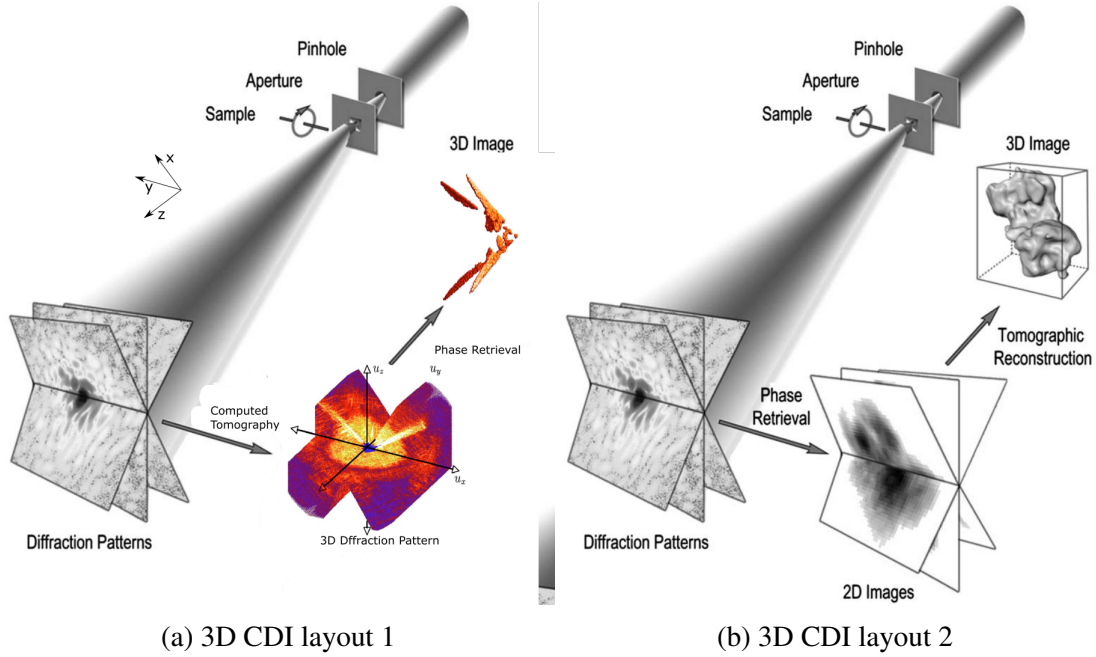 Pinhole
Aperture
Sample
3D Image
x
y
z
Phase Retrieval
Computed
Tomography
u_z
u_y
u_x
3D Dffraction Pattern
Diffraction Patterns
(a) 3D CDI layout 1
Pinhole
Aperture
Sample
3D Image
Tomographic
Reconstruction
Phase
Retrieval
Diffraction Patterns
2D Images
(b) 3D CDI layout 2